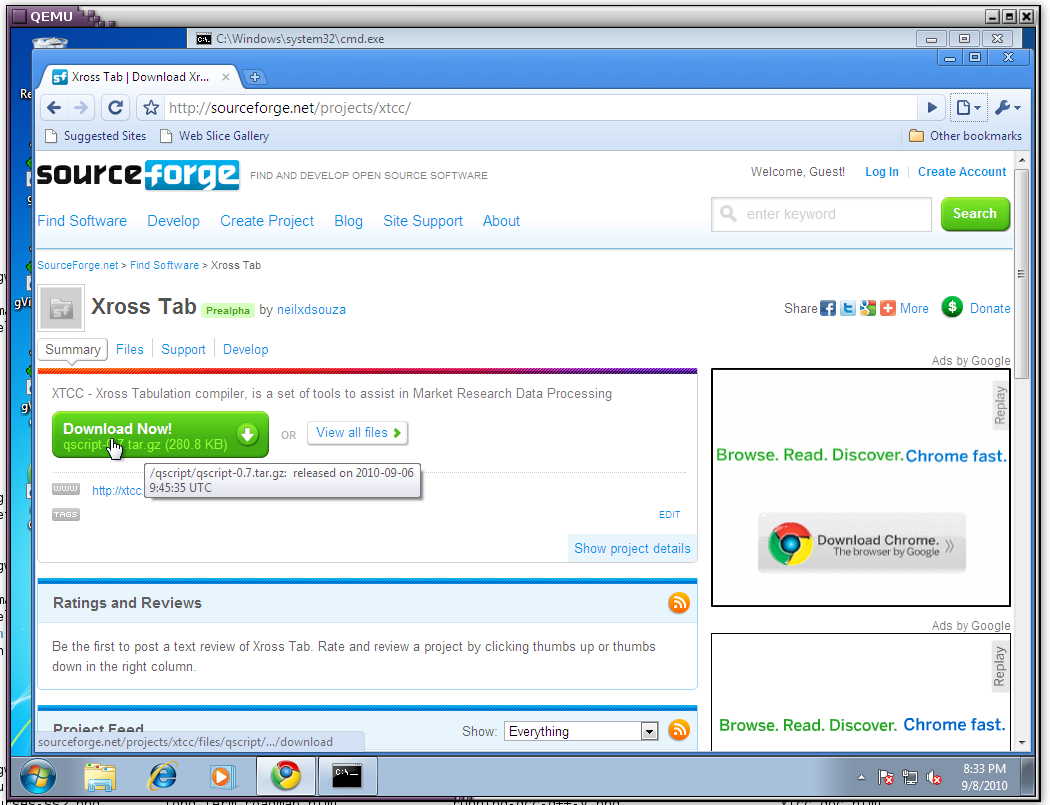 QEMU
C:\Windows\system32\cmd.exe
Xross Tab | Download Xr...
http://sourceforge.net/projects/xtcc/
Suggested Sites
Web Slice Gallery
Other bookmarks
sourceforge
FIND AND DEVELOP OPEN SOURCE SOFTWARE
Welcome, Guest! Log In | Create Account
Find Software Develop Create Project Blog Site Support About
enter keyword
Search
SourceForge.net > Find Software > Xross Tab
sf
Xross Tab Prealpha by neilxdsouza
Share More Donate
Summary Files Support Develop
Ads by Google
XTCC - Xross Tabulation compiler, is a set of tools to assist in Market Research Data Processing
Download Now!
qscript-0.7.tar.gz (280.8 KB)
OR
View all files
/qscript/qscript-0.7.tar.gz: released on 2010-09-06
9:45:35 UTC
WWW
http://xtcc.
TAGS
EDIT
Show project details
Replay
Browse. Read. Discover. Chrome fast.
Download Chrome.
The browser by Google
Ratings and Reviews
Be the first to post a text review of Xross Tab. Rate and review a project by clicking thumbs up or thumbs
down in the right column.
Ads by Google
Replay
Browse. Read. Discover. Chrome fast.
Project Feed
Show: Everything
sourceforge.net/projects/xtcc/files/qscript/.../download
8:33 PM
9/8/2010